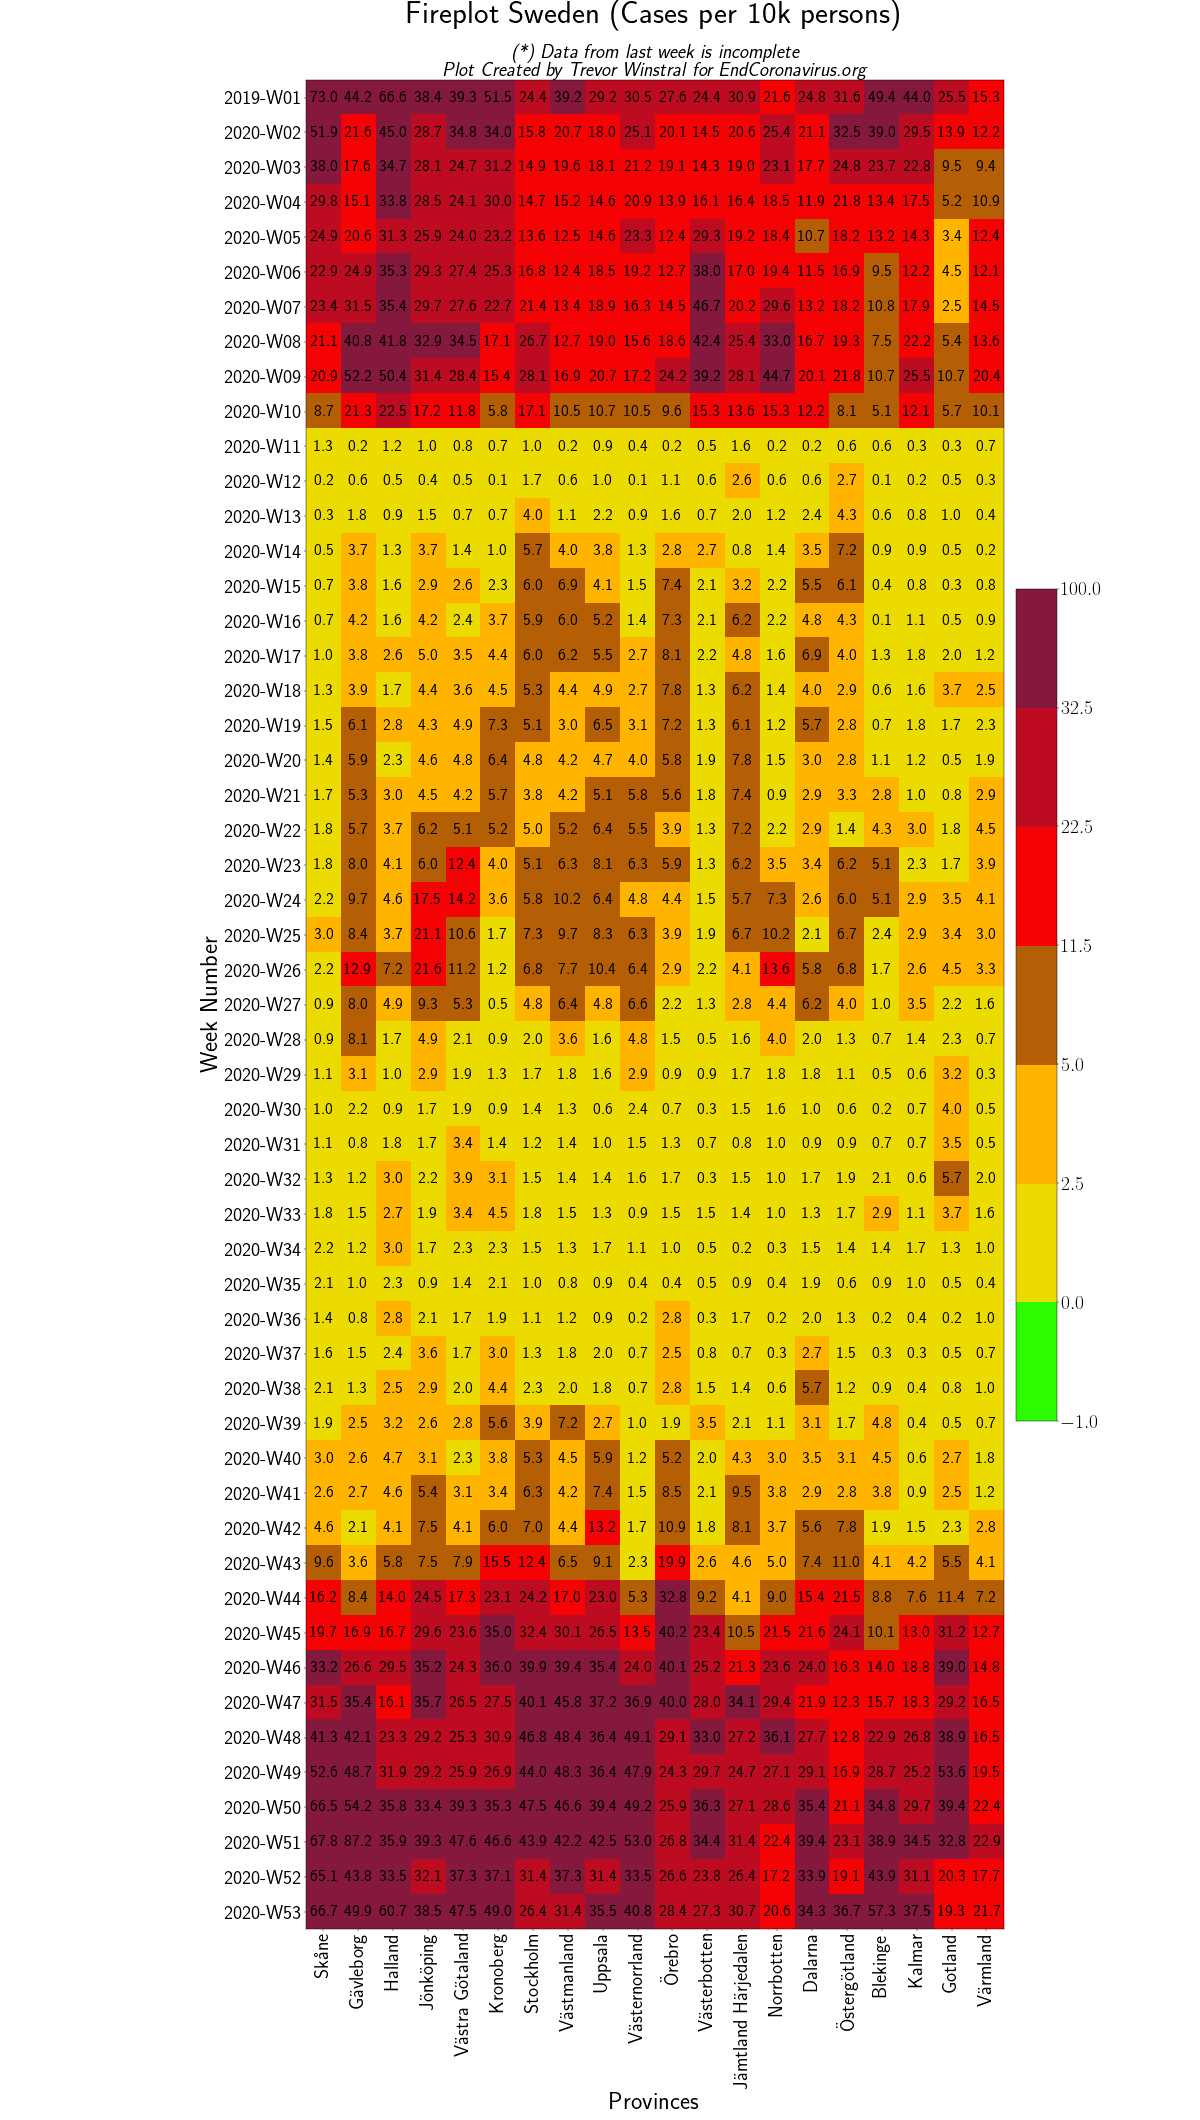 Fireplot Sweden (Cases per 10k persons)
(*) Data from last week is incomplete
Plot Created by Trevor Winstral for EndCoronavirus.org
2019-W01 73.0 44.2 66.6 38.4 39.3 51.5 24.4 39.2 29.2 30.5 27.6 24.4 30.9 21.6 24.8 31.6 49.4 44.0 25.5 15.3
2020-W02 51.9 21.6 45.0 28.7 34.8 34.0 15.8 20.7 18.0 25.1 20.1 14.5 20.6 25.4 21.1 32.5 39.0 29.5 13.9 12.2
2020-W03 38.0 17.6 34.7 28.1 24.7 31.2 14.9 19.6 18.1 21.2 19.1 14.3 19.0 23.1 17.7 24.8 23.7 22.8 9.5 9.4
2020-W04 29.8 15.1 33.8 28.5 24.1 30.0 14.7 15.2 14.6 20.9 13.9 16.1 16.4 18.5 11.9 21.8 13.4 17.5 5.2 10.9
2020-W05 24.9 20.6 31.3 25.9 24.0 23.2 13.6 12.5 14.6 23.3 12.4 29.3 19.2 18.4 10.7 18.2 13.2 14.3 3.4 12.4
2020-W06 22.9 24.9 35.3 29.3 27.4 25.3 16.8 12.4 18.5 19.2 12.7 38.0 17.0 19.4 11.5 16.9 9.5 12.2 4.5 12.1
2020-W07 23.4 31.5 35.4 29.7 27.6 22.7 21.4 13.4 18.9 16.3 14.5 46.7 20.2 29.6 13.2 18.2 10.8 17.9 2.5 14.5
2020-W08 21.1 40.8 41.8 32.9 34.5 17.1 26.7 12.7 19.0 15.6 18.6 42.4 25.4 33.0 16.7 19.3 7.5 22.2 5.4 13.6
2020-W09 20.9 52.2 50.4 31.4 28.4 15.4 28.1 16.9 20.7 17.2 24.2 39.2 28.1 44.7 20.1 21.8 10.7 25.5 10.7 20.4
2020-W10 8.7 21.3 22.5 17.2 11.8 5.8 17.1 10.5 10.7 10.5 9.6 15.3 13.6 15.3 12.2 8.1 5.1 12.1 5.7 10.1
2020-W11 1.3 0.2 1.2 1.0 0.8 0.7 1.0 0.2 0.9 0.4 0.2 0.5 1.6 0.2 0.2 0.6 0.6 0.3 0.3 0.7
2020-W12 0.2 0.6 0.5 0.4 0.5 0.1 1.7 0.6 1.0 0.1 1.1 0.6 2.6 0.6 0.6 2.7 0.1 0.2 0.5 0.3
2020-W13 0.3 1.8 0.9 1.5 0.7 0.7 4.0 1.1 2.2 0.9 1.6 0.7 2.0 1.2 2.4 4.3 0.6 0.8 1.0 0.4
2020-W14 0.5 3.7 1.3 3.7 1.4 1.0 5.7 4.0 3.8 1.3 2.8 2.7 0.8 1.4 3.5 7.2 0.9 0.9 0.5 0.2
2020-W15 0.7 3.8 1.6 2.9 2.6 2.3 6.0 6.9 4.1 1.5 7.4 2.1 3.2 2.2 5.5 6.1 0.4 0.8 0.3 0.8
2020-W16 0.7 4.2 1.6 4.2 2.4 3.7 5.9 6.0 5.2 1.4 7.3 2.1 6.2 2.2 4.8 4.3 0.1 1.1 0.5 0.9
2020-W17 1.0 3.8 2.6 5.0 3.5 4.4 6.0 6.2 5.5 2.7 8.1 2.2 4.8 1.6 6.9 4.0 1.3 1.8 2.0 1.2
2020-W18 1.3 3.9 1.7 4.4 3.6 4.5 5.3 4.4 4.9 2.7 7.8 1.3 6.2 1.4 4.0 2.9 0.6 1.6 3.7 2.5
2020-W19 1.5 6.1 2.8 4.3 4.9 7.3 5.1 3.0 6.5 3.1 7.2 1.3 6.1 1.2 5.7 2.8 0.7 1.8 1.7 2.3
2020-W20 1.4 5.9 2.3 4.6 4.8 6.4 4.8 4.2 4.7 4.0 5.8 1.9 7.8 1.5 3.0 2.8 1.1 1.2 0.5 1.9
2020-W21 1.7 5.3 3.0 4.5 4.2 5.7 3.8 4.2 5.1 5.8 5.6 1.8 7.4 0.9 2.9 3.3 2.8 1.0 0.8 2.9
2020-W22 1.8 5.7 3.7 6.2 5.1 5.2 5.0 5.2 6.4 5.5 3.9 1.3 7.2 2.2 2.9 1.4 4.3 3.0 1.8 4.5
2020-W23 1.8 8.0 4.1 6.0 12.4 4.0 5.1 6.3 8.1 6.3 5.9 1.3 6.2 3.5 3.4 6.2 5.1 2.3 1.7 3.9
2020-W24 2.2 9.7 4.6 17.5 14.2 3.6 5.8 10.2 6.4 4.8 4.4 1.5 5.7 7.3 2.6 6.0 5.1 2.9 3.5 4.1
2020-W25 3.0 8.4 3.7 21.1 10.6 1.7 7.3 9.7 8.3 6.3 3.9 1.9 6.7 10.2 2.1 6.7 2.4 2.9 3.4 3.0
2020-W26 2.2 12.9 7.2 21.6 11.2 1.2 6.8 7.7 10.4 6.4 2.9 2.2 4.1 13.6 5.8 6.8 1.7 2.6 4.5 3.3
2020-W27 0.9 8.0 4.9 9.3 5.3 0.5 4.8 6.4 4.8 6.6 2.2 1.3 2.8 4.4 6.2 4.0 1.0 3.5 2.2 1.6
2020-W28 0.9 8.1 1.7 4.9 2.1 0.9 2.0 3.6 1.6 4.8 1.5 0.5 1.6 4.0 2.0 1.3 0.7 1.4 2.3 0.7
2020-W29 1.1 3.1 1.0 2.9 1.9 1.3 1.7 1.8 1.6 2.9 0.9 0.9 1.7 1.8 1.8 1.1 0.5 0.6 3.2 0.3
2020-W30 1.0 2.2 0.9 1.7 1.9 0.9 1.4 1.3 0.6 2.4 0.7 0.3 1.5 1.6 1.0 0.6 0.2 0.7 4.0 0.5
2020-W31 1.1 0.8 1.8 1.7 3.4 1.4 1.2 1.4 1.0 1.5 1.3 0.7 0.8 1.0 0.9 0.9 0.7 0.7 3.5 0.5
2020-W32 1.3 1.2 3.0 2.2 3.9 3.1 1.5 1.4 1.4 1.6 1.7 0.3 1.5 1.0 1.7 1.9 2.1 0.6 5.7 2.0
2020-W33 1.8 1.5 2.7 1.9 3.4 4.5 1.8 1.5 1.3 0.9 1.5 1.5 1.4 1.0 1.3 1.7 2.9 1.1 3.7 1.6
2020-W34 2.2 1.2 3.0 1.7 2.3 2.3 1.5 1.3 1.7 1.1 1.0 0.5 0.2 0.3 1.5 1.4 1.4 1.7 1.3 1.0
2020-W35 2.1 1.0 2.3 0.9 1.4 2.1 1.0 0.8 0.9 0.4 0.4 0.5 0.9 0.4 1.9 0.6 0.9 1.0 0.5 0.4
2020-W36 1.4 0.8 2.8 2.1 1.7 1.9 1.1 1.2 0.9 0.2 2.8 0.3 1.7 0.2 2.0 1.3 0.2 0.4 0.2 1.0
2020-W37 1.6 1.5 2.4 3.6 1.7 3.0 1.3 1.8 2.0 0.7 2.5 0.8 0.7 0.3 2.7 1.5 0.3 0.3 0.5 0.7
2020-W38 2.1 1.3 2.5 2.9 2.0 4.4 2.3 2.0 1.8 0.7 2.8 1.5 1.4 0.6 5.7 1.2 0.9 0.4 0.8 1.0
2020-W39 1.9 2.5 3.2 2.6 2.8 5.6 3.9 7.2 2.7 1.0 1.9 3.5 2.1 1.1 3.1 1.7 4.8 0.4 0.5 0.7
2020-W40 3.0 2.6 4.7 3.1 2.3 3.8 5.3 4.5 5.9 1.2 5.2 2.0 4.3 3.0 3.5 3.1 4.5 0.6 2.7 1.8
2020-W41 2.6 2.7 4.6 5.4 3.1 3.4 6.3 4.2 7.4 1.5 8.5 2.1 9.5 3.8 2.9 2.8 3.8 0.9 2.5 1.2
2020-W42 4.6 2.1 4.1 7.5 4.1 6.0 7.0 4.4 13.2 1.7 10.9 1.8 8.1 3.7 5.6 7.8 1.9 1.5 2.3 2.8
2020-W43 9.6 3.6 5.8 7.5 7.9 15.5 12.4 6.5 9.1 2.3 19.9 2.6 4.6 5.0 7.4 11.0 4.1 4.2 5.5 4.1
2020-W44 16.2 8.4 14.0 24.5 17.3 23.1 24.2 17.0 23.0 5.3 32.8 9.2 4.1 9.0 15.4 21.5 8.8 7.6 11.4 7.2
2020-W45 19.7 16.9 16.7 29.6 23.6 35.0 32.4 30.1 26.5 13.5 40.2 23.4 10.5 21.5 21.6 24.1 10.1 13.0 31.2 12.7
2020-W46 33.2 26.6 29.5 35.2 24.3 36.0 39.9 39.4 35.4 24.0 40.1 25.2 21.3 23.6 24.0 16.3 14.0 18.8 39.0 14.8
2020-W47 31.5 35.4 16.1 35.7 26.5 27.5 40.1 45.8 37.2 36.9 40.0 28.0 34.1 29.4 21.9 12.3 15.7 18.3 29.2 16.5
2020-W48 41.3 42.1 23.3 29.2 25.3 30.9 46.8 48.4 36.4 49.1 29.1 33.0 27.2 36.1 27.7 12.8 22.9 26.8 38.9 16.5
2020-W49 52.6 48.7 31.9 29.2 25.9 26.9 44.0 48.3 36.4 47.9 24.3 29.7 24.7 27.1 29.1 16.9 28.7 25.2 53.6 19.5
2020-W50 66.5 54.2 35.8 33.4 39.3 35.3 47.5 46.6 39.4 49.2 25.9 36.3 27.1 28.6 35.4 21.1 34.8 29.7 39.4 22.4
2020-W51 67.8 87.2 35.9 39.3 47.6 46.6 43.9 42.2 42.5 53.0 26.8 34.4 31.4 22.4 39.4 23.1 38.9 34.5 32.8 22.9
2020-W52 65.1 43.8 33.5 32.1 37.3 37.1 31.4 37.3 31.4 33.5 26.6 23.8 26.4 17.2 33.9 19.1 43.9 31.1 20.3 17.7
2020-W53 66.7 49.9 60.7 38.5 47.5 49.0 26.4 31.4 35.5 40.8 28.4 27.3 30.7 20.6 34.3 36.7 57.3 37.5 19.3 21.7
Week Number
Skåne
Gävleborg
Halland
Jönköping
Västra Götaland
Kronoberg
Stockholm
Västmanland
Uppsala
Västernorrland
Örebro
Västerbotten
Jämtland Härjedalen
Norrbotten
Dalarna
Östergötland
Blekinge
Kalmar
Gotland
Värmland
Provinces
100.0
32.5
22.5
11.5
5.0
2.5
0.0
−1.0